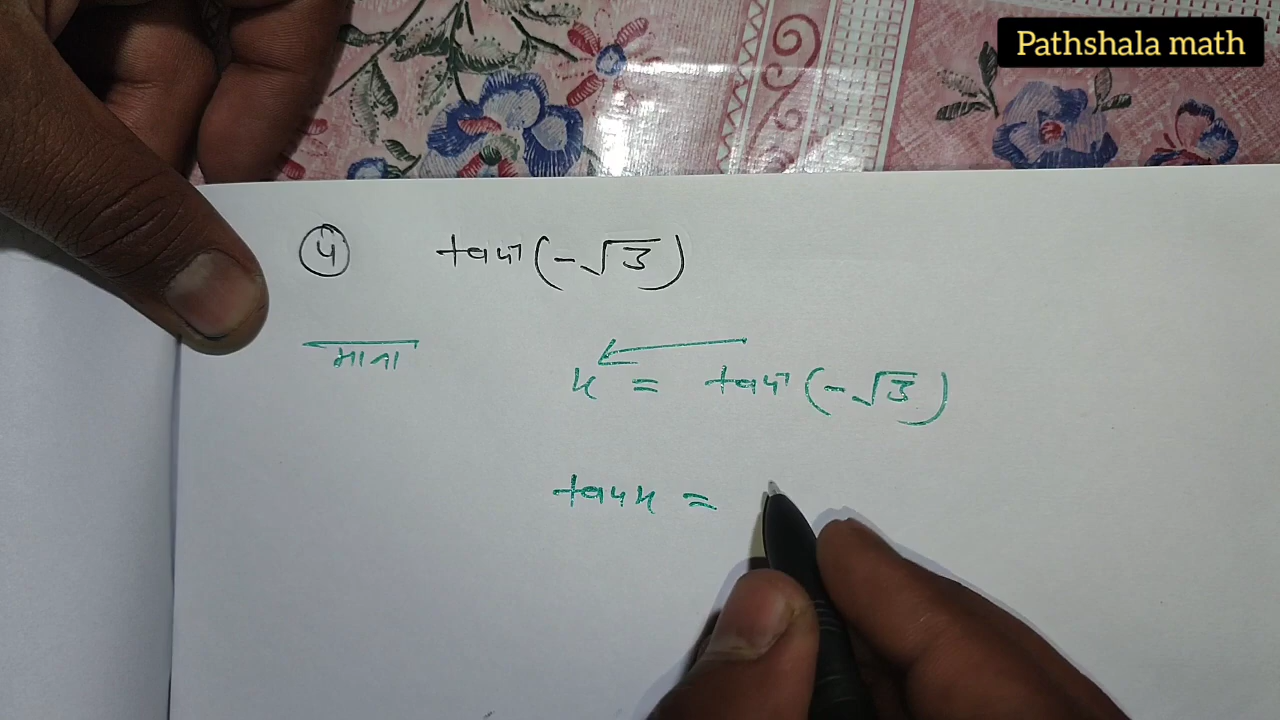 Pathshala math
④ tan⁻¹(-√3)
माना x = tan⁻¹(-√3)
tan x =